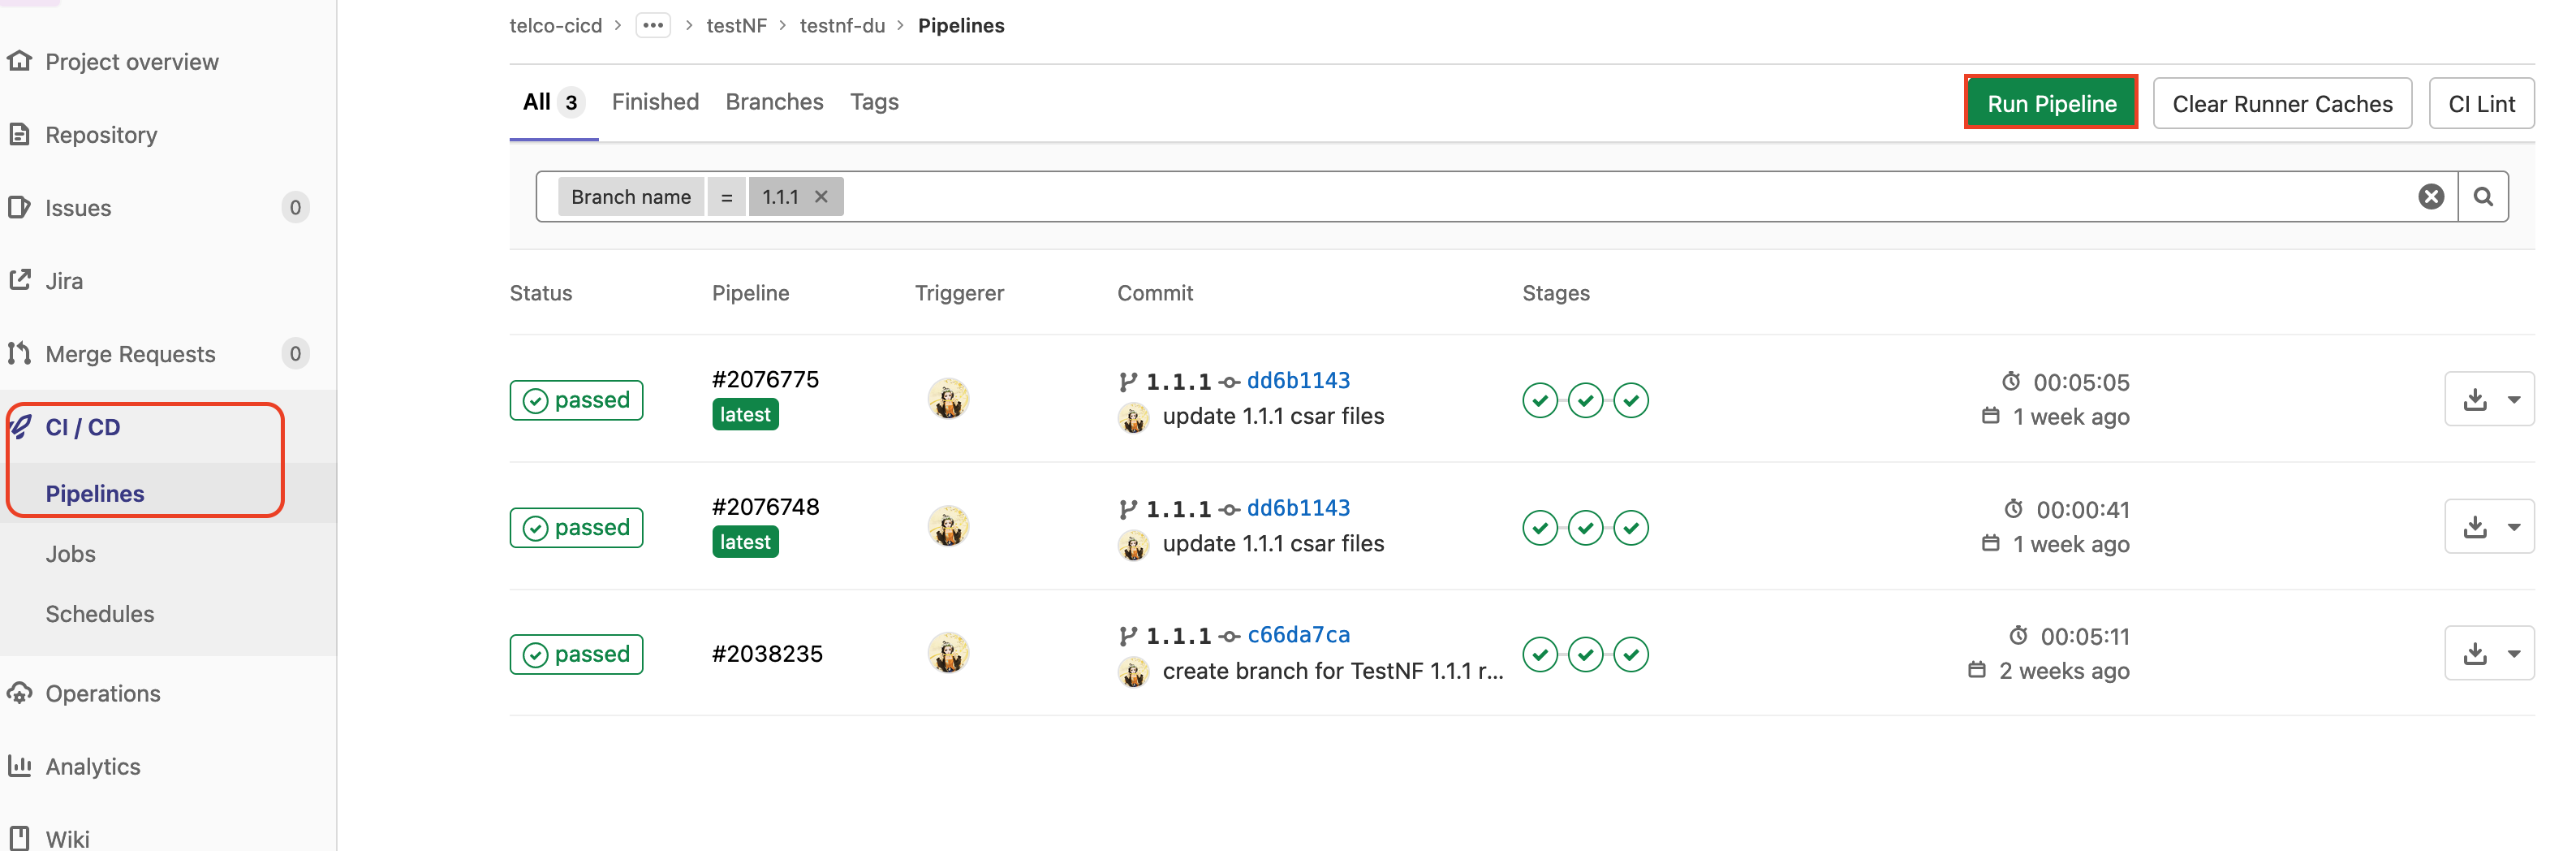 telco-cicd > ••• > testNF > testnf-du > Pipelines
Project overview
Repository
Issues 0
Jira
Merge Requests 0
CI / CD
Pipelines
Jobs
Schedules
Operations
Analytics
Wiki
All 3 Finished Branches Tags
Run Pipeline Clear Runner Caches CI Lint
Branch name = 1.1.1
Status Pipeline Triggerer Commit Stages
passed #2076775 1.1.1 dd6b1143 00:05:05
latest update 1.1.1 csar files 1 week ago
passed #2076748 1.1.1 dd6b1143 00:00:41
latest update 1.1.1 csar files 1 week ago
passed #2038235 1.1.1 c66da7ca 00:05:11
create branch for TestNF 1.1.1 r... 2 weeks ago